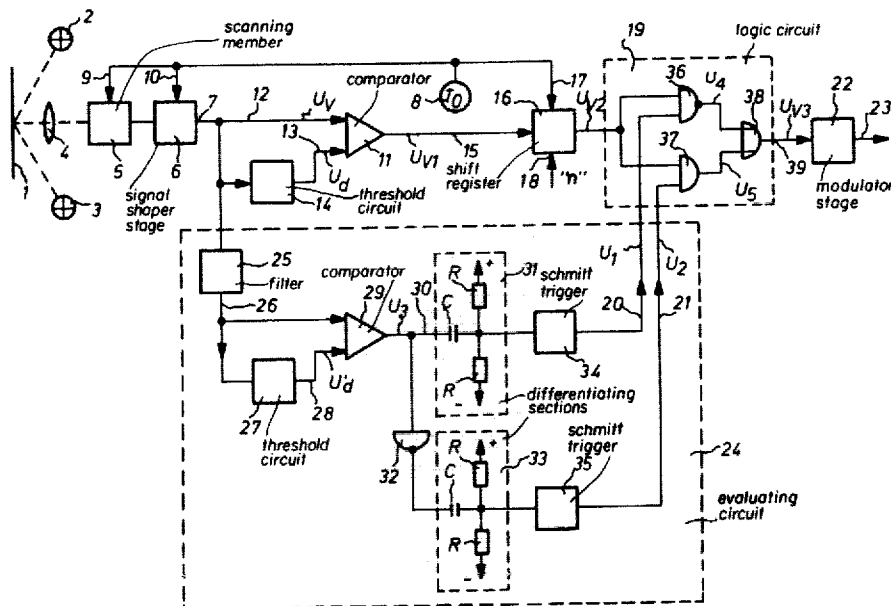 2
scanning
member
19
logic circuit
36
9
10
7
12
U_V
comparator
I_0
8
17
16
U_V2
U_4
38
U_V3
22
23
4
5
6
13
U_d
11
U_V1
15
shift
register
18
"n"
37
U_5
39
modulator
stage
1
3
signal
shaper
stage
14
threshold
circuit
U_1
U_2
25
filter
26
comparator
29
U_3
30
31
R
+
C
schmitt
trigger
34
20
21
27
threshold
circuit
28
U'_d
R
-
differentiating
sections
32
R
+
33
C
schmitt
trigger
35
24
evaluating
circuit
R
-